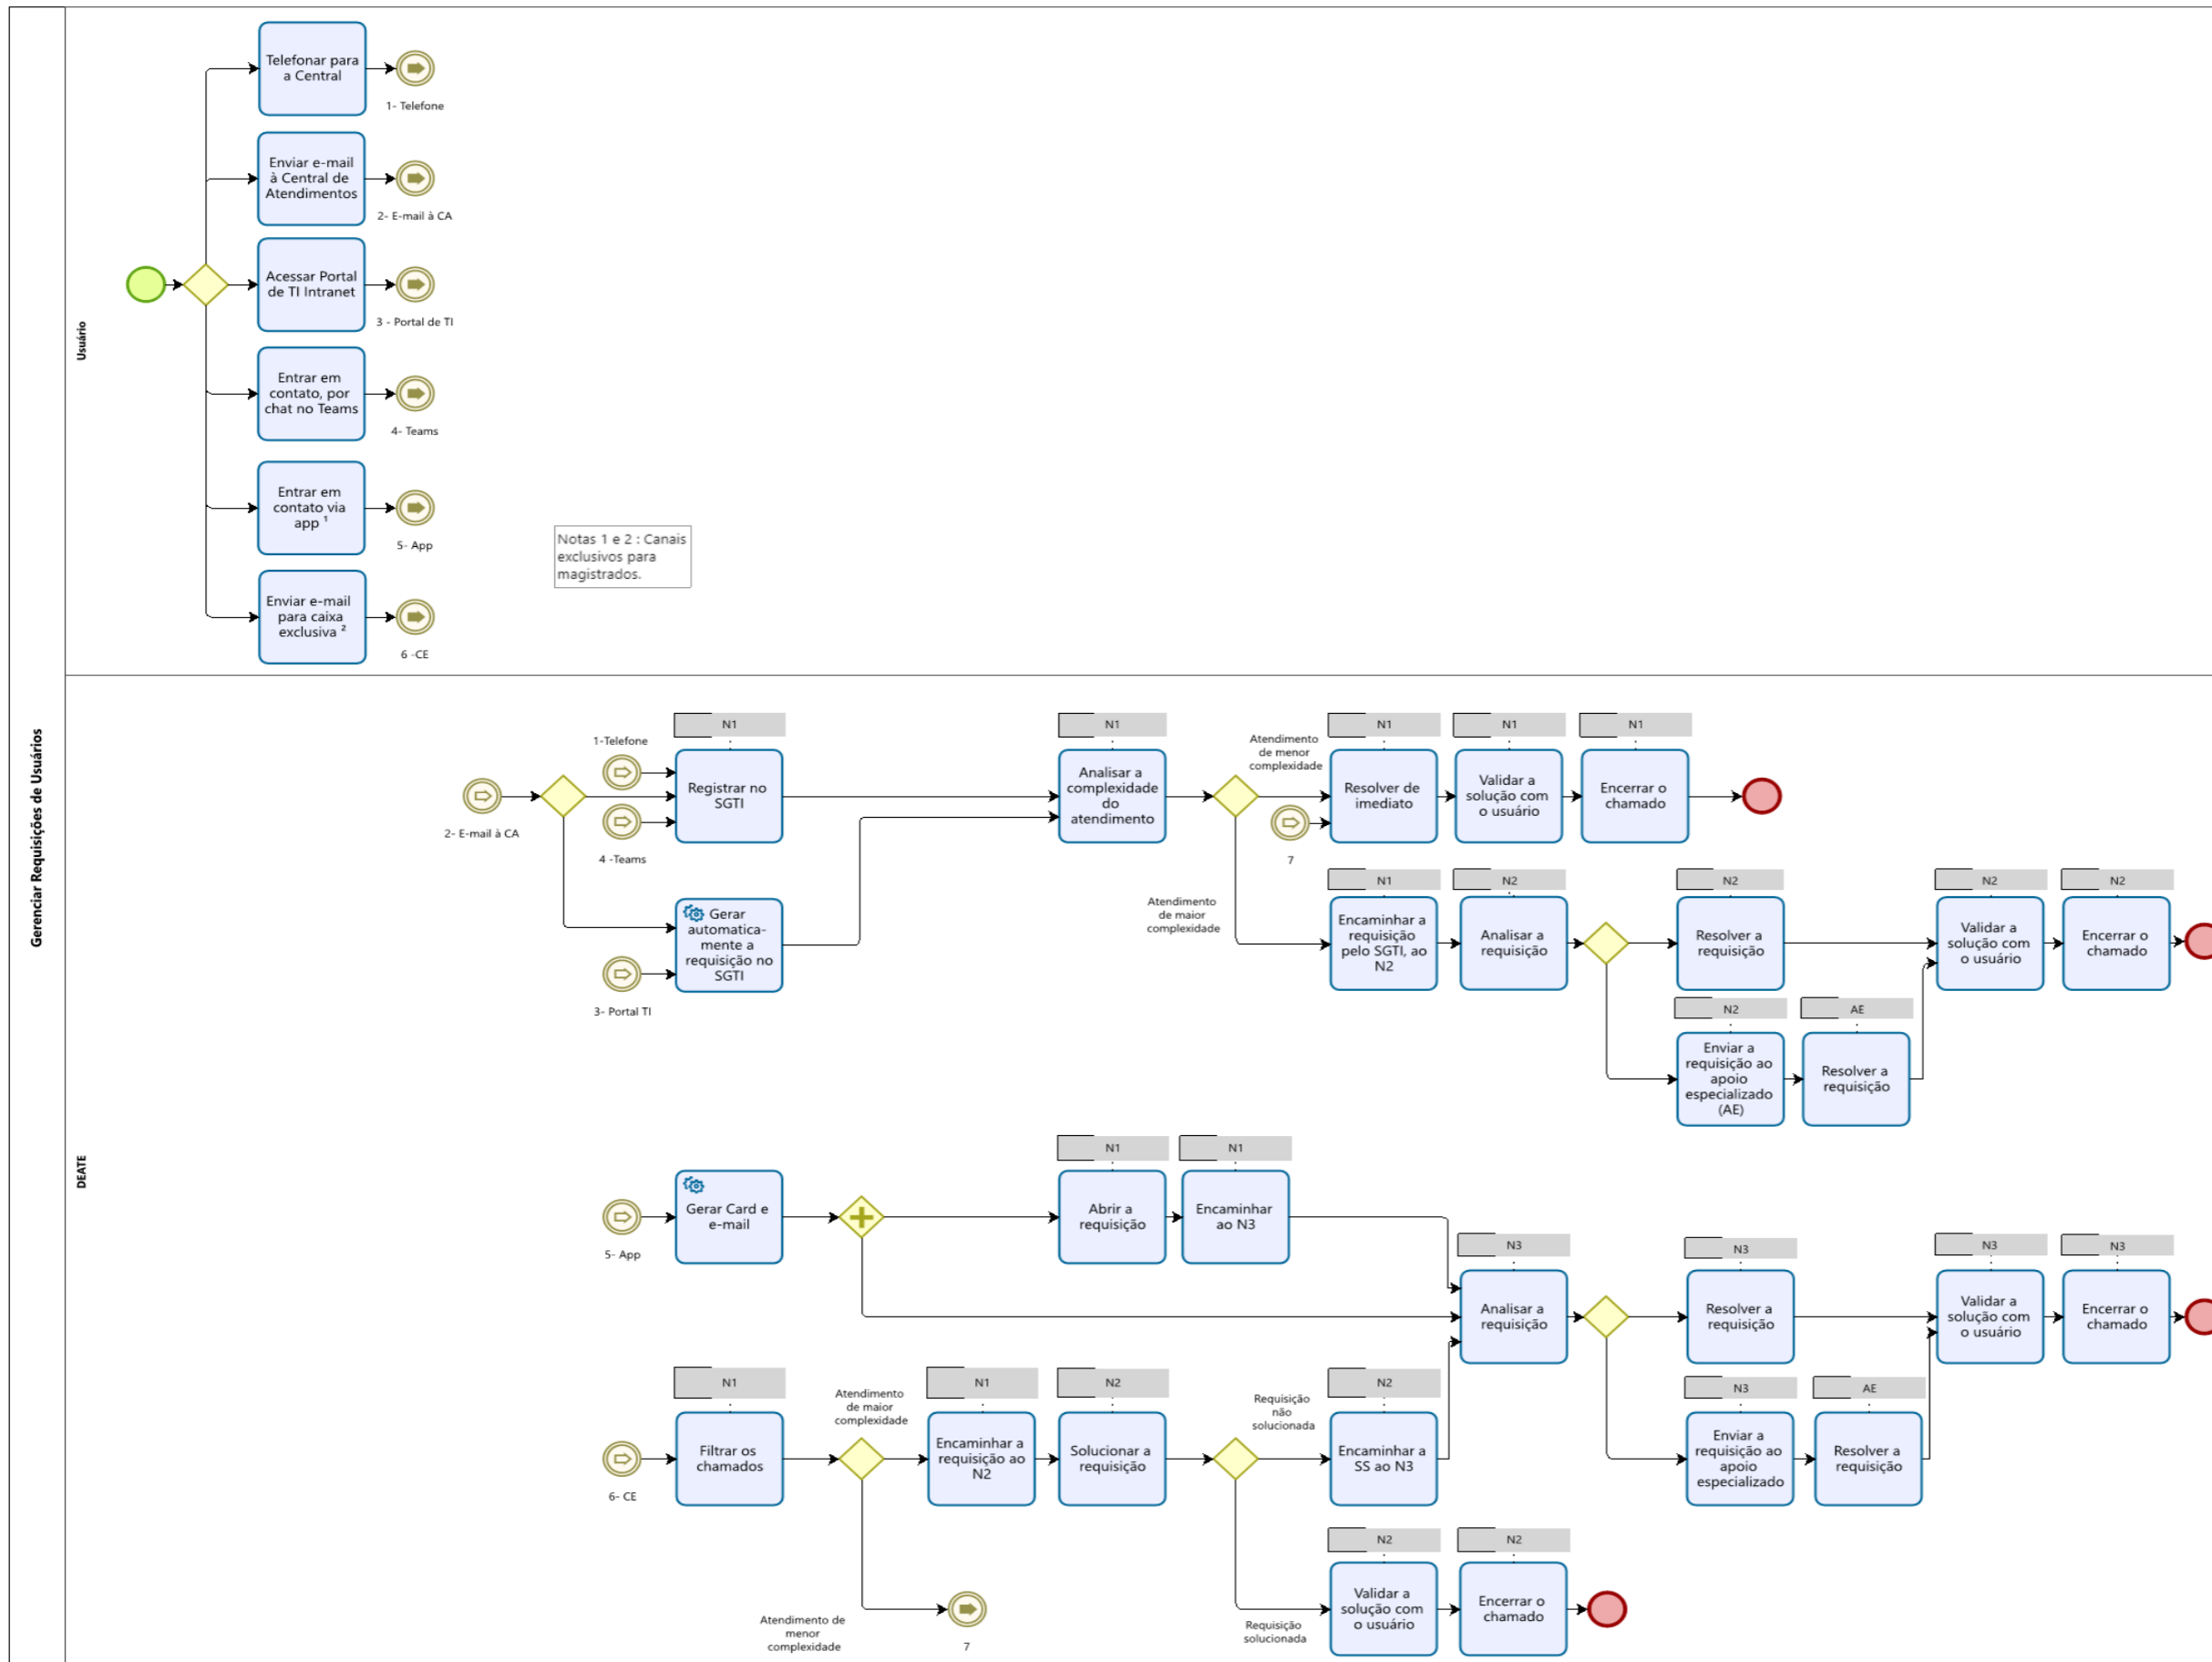 Gerenciar Requisições de Usuários
Usuário
Telefonar para
a Central
1- Telefone
Enviar e-mail
à Central de
Atendimentos
2- E-mail à CA
Acessar Portal
de TI Intranet
3 - Portal de TI
Entrar em
contato, por
chat no Teams
4- Teams
Entrar em
contato via
app ¹
5- App
Notas 1 e 2 : Canais
exclusivos para
magistrados.
Enviar e-mail
para caixa
exclusiva ²
6 -CE
DEATE
2- E-mail à CA
1-Telefone
4 -Teams
N1
Registrar no
SGTI
3- Portal TI
Gerar
automatica-
mente a
requisição no
SGTI
N1
Analisar a
complexidade
do
atendimento
Atendimento
de menor
complexidade
7
N1
Resolver de
imediato
N1
Validar a
solução com
o usuário
N1
Encerrar o
chamado
Atendimento
de maior
complexidade
N1
Encaminhar a
requisição
pelo SGTI, ao
N2
N2
Analisar a
requisição
N2
Resolver a
requisição
N2
Validar a
solução com
o usuário
N2
Encerrar o
chamado
N2
Enviar a
requisição ao
apoio
especializado
(AE)
AE
Resolver a
requisição
5- App
Gerar Card e
e-mail
N1
Abrir a
requisição
N1
Encaminhar
ao N3
N3
Analisar a
requisição
N3
Resolver a
requisição
N3
Validar a
solução com
o usuário
N3
Encerrar o
chamado
N3
Enviar a
requisição ao
apoio
especializado
AE
Resolver a
requisição
6- CE
N1
Filtrar os
chamados
Atendimento
de maior
complexidade
N1
Encaminhar a
requisição ao
N2
N2
Solucionar a
requisição
Requisição
não
solucionada
N2
Encaminhar a
SS ao N3
Atendimento de
menor
complexidade
7
Requisição
solucionada
N2
Validar a
solução com
o usuário
N2
Encerrar o
chamado